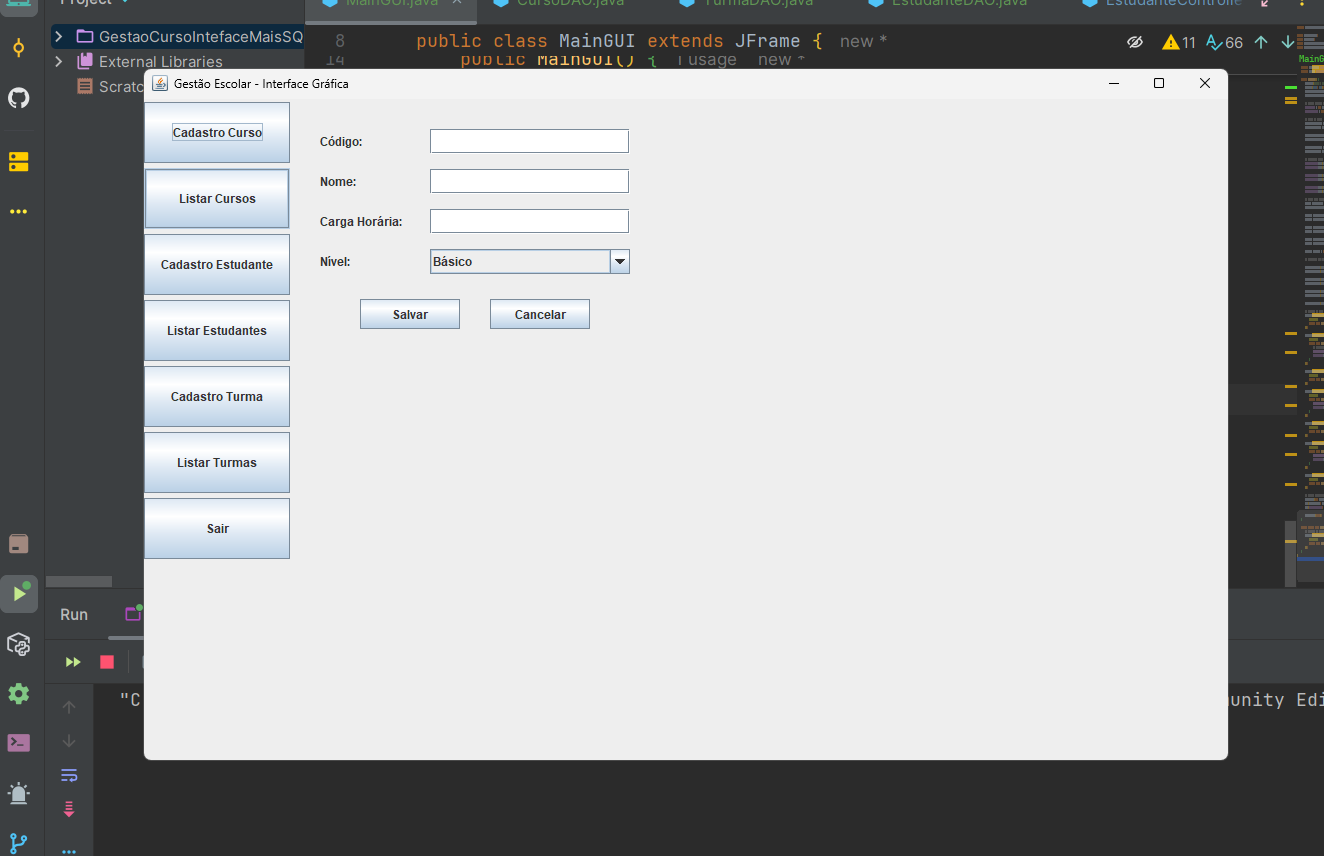 Project
MainGUI.java
CursoDAO.java
TurmaDAO.java
EstudanteDAO.java
GestaoCursoIntefaceMaisSQ
8 public class MainGUI extends JFrame { new *
11
66
External Libraries
14 public MainGUI() { 1 usage new *
MainG
Scratc
Gestão Escolar - Interface Gráfica
Cadastro Curso
Código:
Listar Cursos
Nome:
Carga Horária:
Cadastro Estudante
Nível:
Básico
Listar Estudantes
Salvar
Cancelar
Cadastro Turma
Listar Turmas
Sair
Run
"C
unity Edi